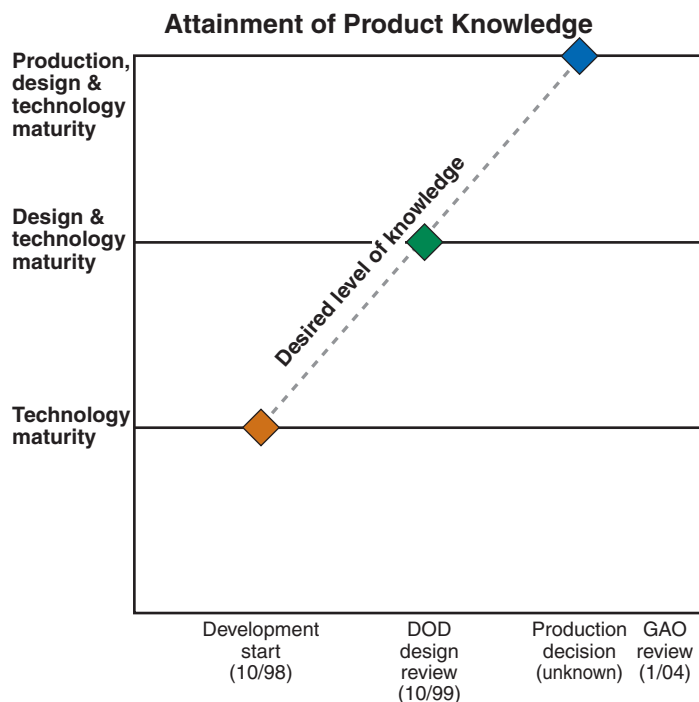 Attainment of Product Knowledge
Production,
design &
technology
maturity
Design &
technology
maturity
Technology
maturity
Desired level of knowledge
Development
start
(10/98)
DOD
design
review
(10/99)
Production
decision
(unknown)
GAO
review
(1/04)